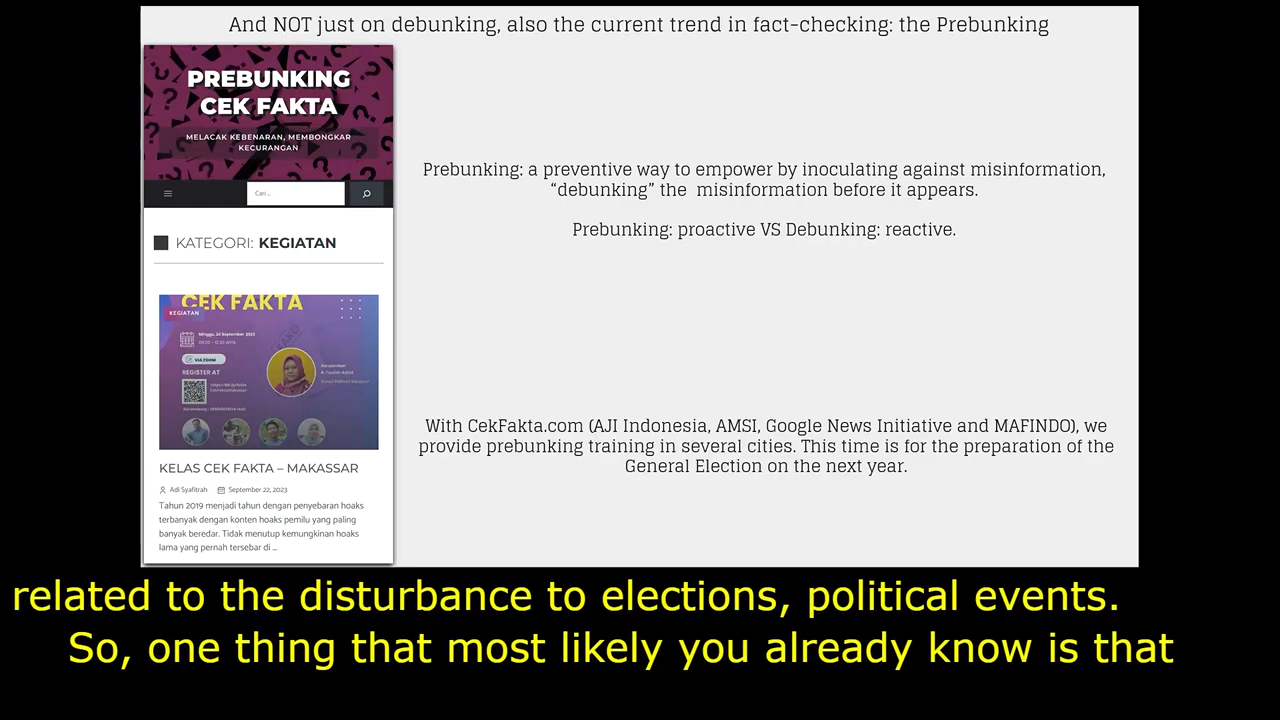 And NOT just on debunking, also the current trend in fact-checking: the Prebunking
PREBUNKING
CEK FAKTA
MELACAK KEBENARAN, MEMBONGKAR
KECURANGAN
Cari ...
KATEGORI: KEGIATAN
CEK FAKTA
KEGIATAN
Minggu, 24 September 2023
VIA ZOOM
REGISTER AT
KELAS CEK FAKTA – MAKASSAR
Adi Syafitrah September 22, 2023
Tahun 2019 menjadi tahun dengan penyebaran hoaks
terbanyak dengan konten hoaks pemilu yang paling
banyak beredar. Tidak menutup kemungkinan hoaks
lama yang pernah tersebar di ...
Prebunking: a preventive way to empower by inoculating against misinformation,
“debunking” the misinformation before it appears.
Prebunking: proactive VS Debunking: reactive.
With CekFakta.com (AJI Indonesia, AMSI, Google News Initiative and MAFINDO), we
provide prebunking training in several cities. This time is for the preparation of the
General Election on the next year.
related to the disturbance to elections, political events.
So, one thing that most likely you already know is that